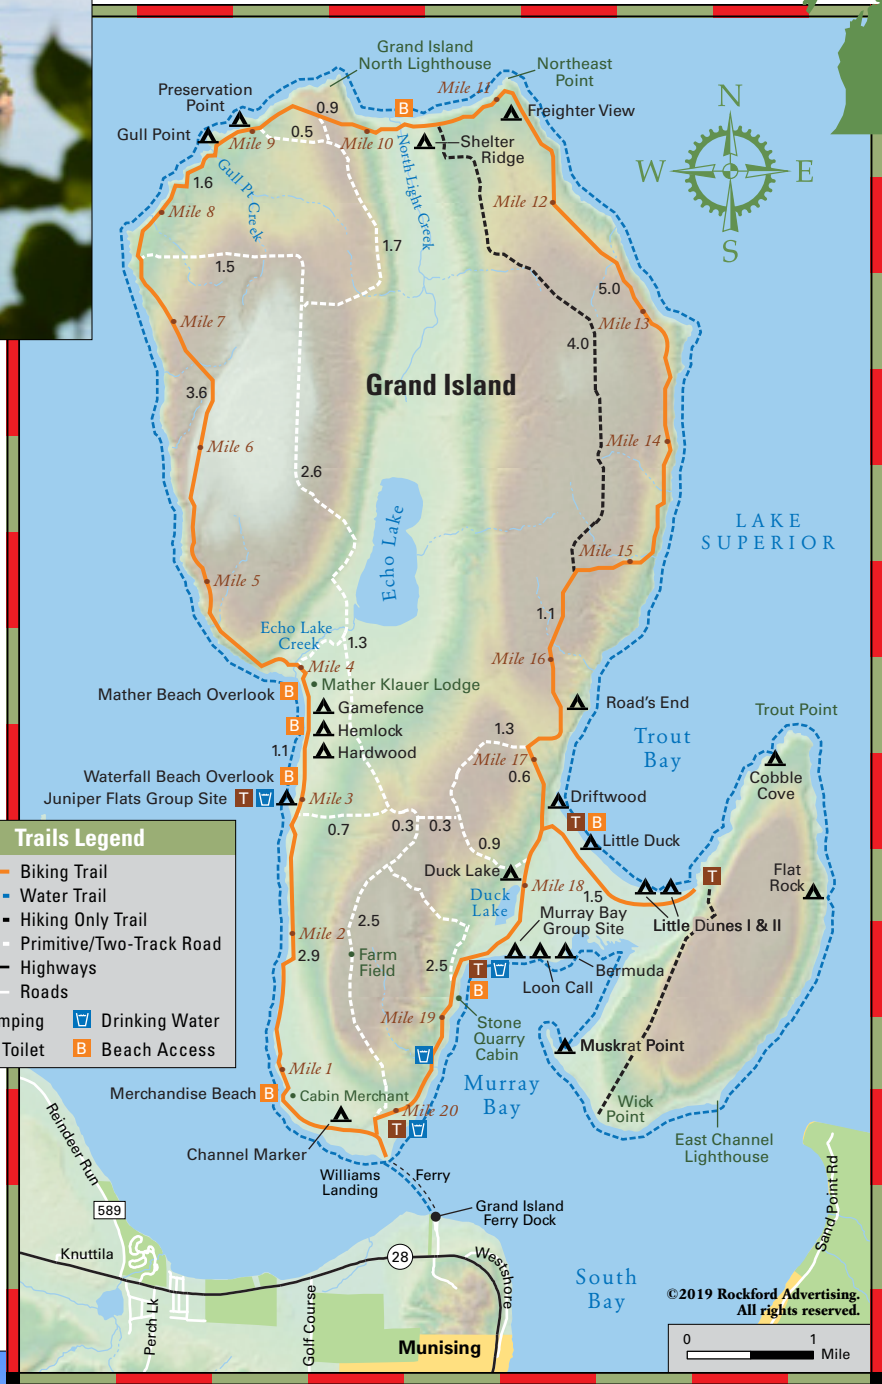 Grand Island
North Lighthouse
Northeast
Point
Mile 11
Preservation
Point
Gull Point
0.9
B
Freighter View
N
W
E
S
Mile 9
0.5
Mile 10
Shelter
Ridge
North Light Creek
Gull Pt Creek
1.6
Mile 8
Mile 12
1.7
1.5
5.0
Mile 7
Mile 13
4.0
3.6
Grand Island
Mile 6
Mile 14
2.6
LAKE
SUPERIOR
Echo Lake
Mile 15
Mile 5
1.1
Echo Lake
Creek
1.3
Mile 16
Mile 4
Mather Beach Overlook
B
Mather Klauer Lodge
Gamefence
Road's End
B
Hemlock
Hardwood
1.1
1.3
Trout
Bay
Trout Point
Mile 17
0.6
Cobble
Cove
Waterfall Beach Overlook
B
Juniper Flats Group Site
T
Mile 3
Driftwood
T B
Little Duck
0.7
0.3
0.3
0.9
Duck Lake
Mile 18
Duck
Lake
1.5
T
Flat
Rock
Little Dunes I & II
Murray Bay
Group Site
2.5
Mile 2
2.9
Farm
Field
2.5
T
B
Bermuda
Loon Call
Mile 19
Stone
Quarry
Cabin
Muskrat Point
Mile 1
Merchandise Beach
B
Cabin Merchant
Murray
Bay
Wick
Point
Mile 20
T
East Channel
Lighthouse
Channel Marker
Williams
Landing
Ferry
Grand Island
Ferry Dock
Trails Legend
Biking Trail
Water Trail
Hiking Only Trail
Primitive/Two-Track Road
Highways
Roads
mping
Drinking Water
Toilet
B Beach Access
Reindeer Run
589
Knuttila
Perch Lk
Golf Course
28
Westshore
Munising
South
Bay
Sand Point Rd
©2019 Rockford Advertising.
All rights reserved.
0 1
Mile